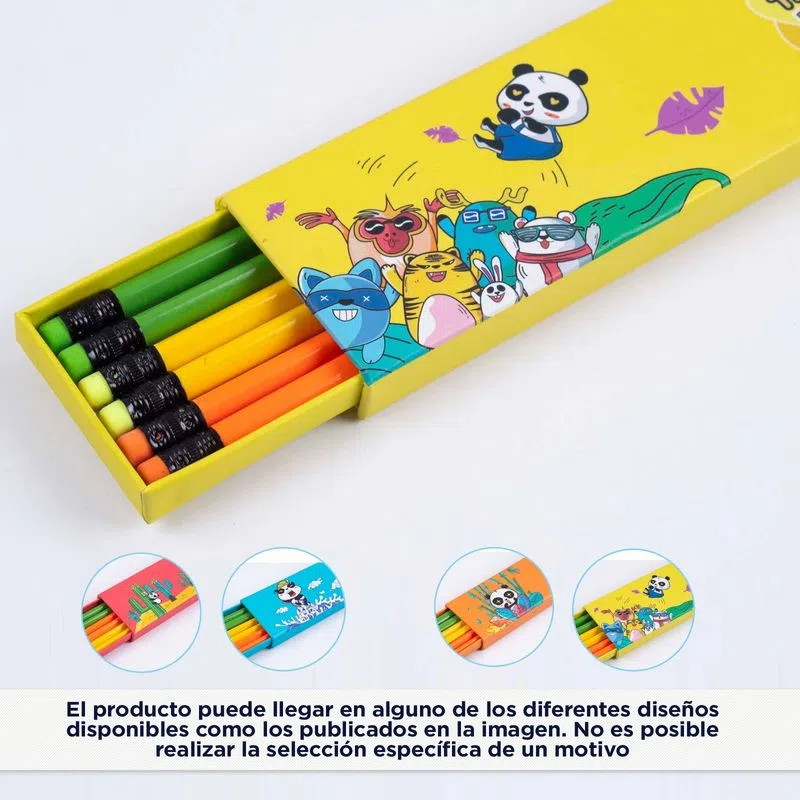 El producto puede llegar en alguno de los diferentes diseños
disponibles como los publicados en la imagen. No es posible
realizar la selección específica de un motivo